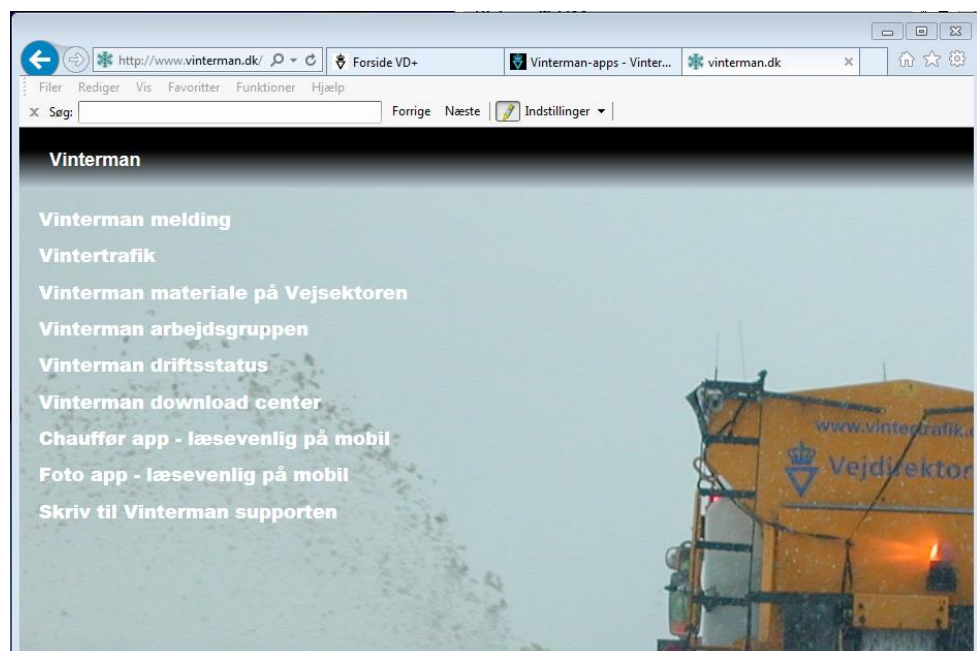 http://www.vinterman.dk/
Forside VD+
Vinterman-apps - Vinter...
vinterman.dk
Filer Rediger Vis Favoritter Funktioner Hjælp
x Søg: Forrige Næste Indstillinger
Vinterman
Vinterman melding
Vintertrafik
Vinterman materiale på Vejsektoren
Vinterman arbejdsgruppen
Vinterman driftsstatus
Vinterman download center
Chauffør app - læsevenlig på mobil
Foto app - læsevenlig på mobil
Skriv til Vinterman supporten
www.vintertrafik.
Vejdirektor